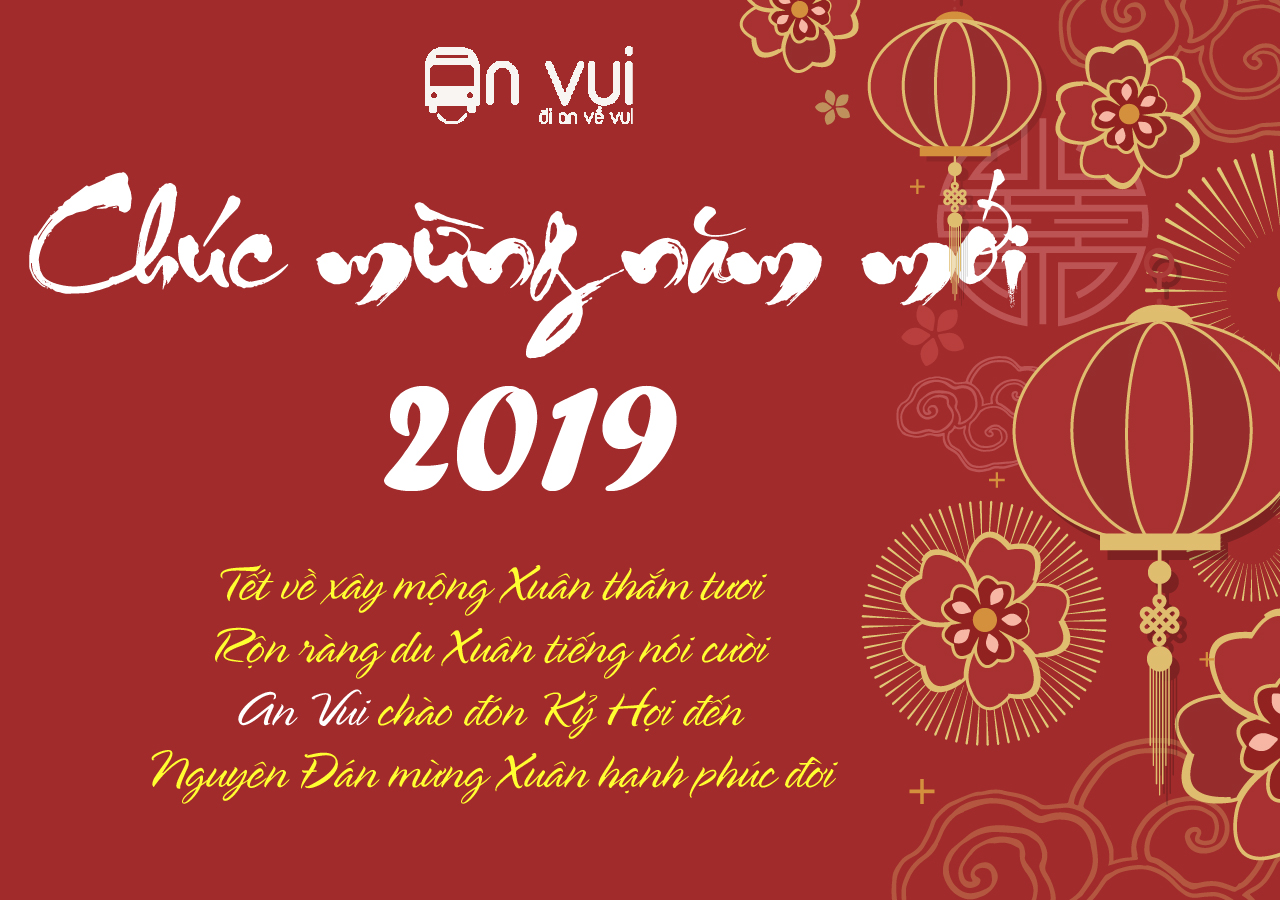 An vui
đi an về vui
Chúc mừng năm mới
2019
Tết về xây mộng Xuân thắm tươi
Rộn ràng du Xuân tiếng nói cười
An Vui chào đón Kỷ Hợi đến
Nguyên Đán mừng Xuân hạnh phúc đời